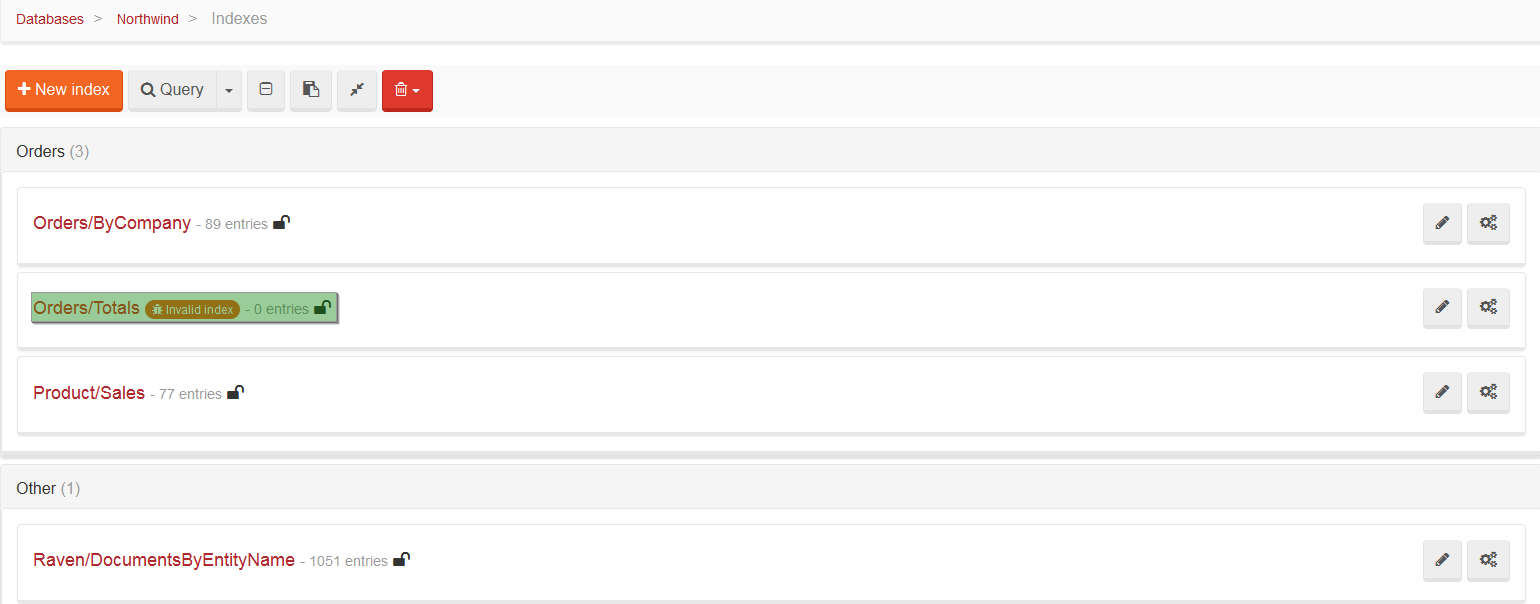 Databases > Northwind > Indexes
New index Query
Orders (3)
Orders/ByCompany - 89 entries
Orders/Totals Invalid index - 0 entries
Product/Sales - 77 entries
Other (1)
Raven/DocumentsByEntityName - 1051 entries